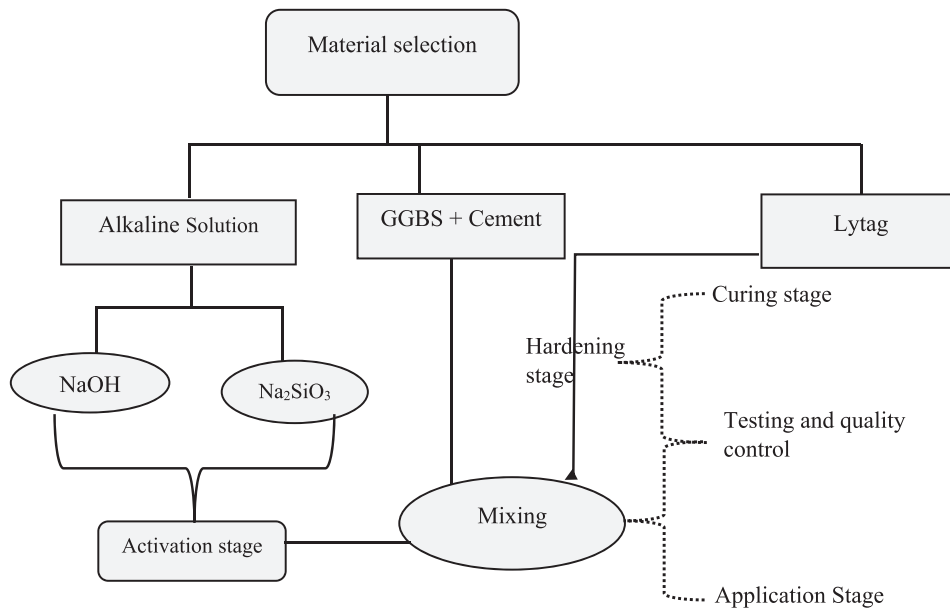 Material selection
Alkaline Solution
GGBS + Cement
Lytag
Curing stage
Hardening
stage
NaOH
Na₂SiO₃
Testing and quality
control
Mixing
Activation stage
Application Stage